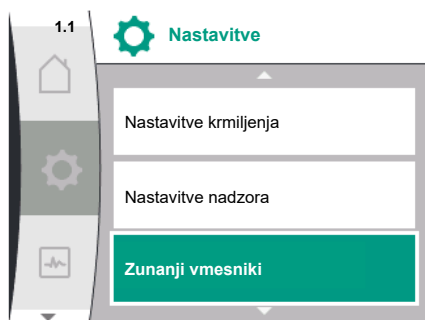 1.1
Nastavitve
Nastavitve krmiljenja
Nastavitve nadzora
Zunanji vmesniki